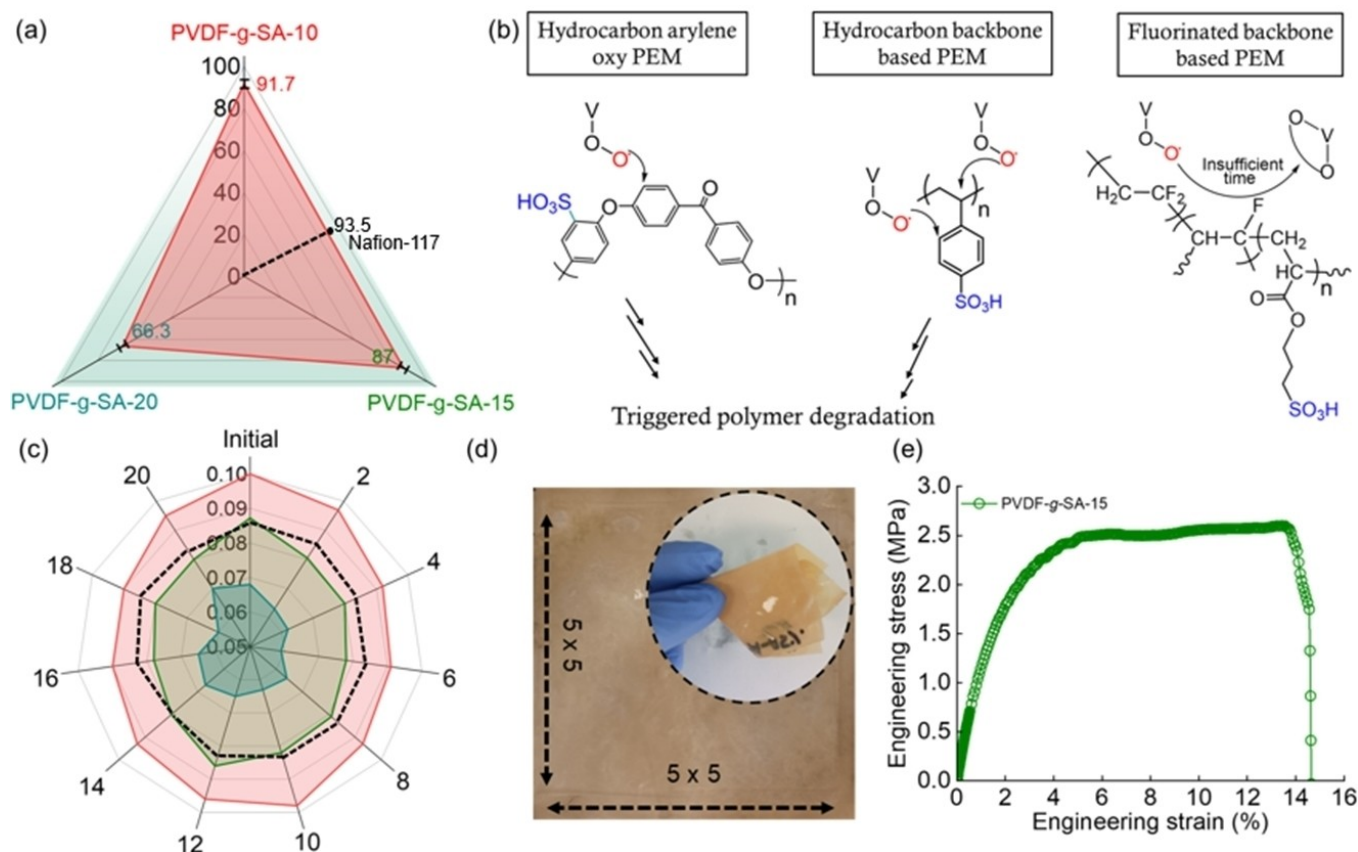 (a)
PVDF-g-SA-10
100
91.7
80
60
40
20
0
93.5
Nafion-117
66.3
87
PVDF-g-SA-20
PVDF-g-SA-15
(b)
Hydrocarbon arylene
oxy PEM
Hydrocarbon backbone
based PEM
Fluorinated backbone
based PEM
V
O
O•
HO3S
O
O
O
n
V
O
O•
V
O
O•
n
SO3H
V
O
O•
Insufficient
time
O
V
O
H2C
CF2
F
CH
C
CH2
HC
n
O
O
SO3H
Triggered polymer degradation
(c)
Initial
2
4
6
8
10
12
14
16
18
20
0.10
0.09
0.08
0.07
0.06
0.05
(d)
5 x 5
5 x 5
(e)
PVDF-g-SA-15
Engineering stress (MPa)
3.0
2.5
2.0
1.5
1.0
0.5
0.0
0
2
4
6
8
10
12
14
16
Engineering strain (%)